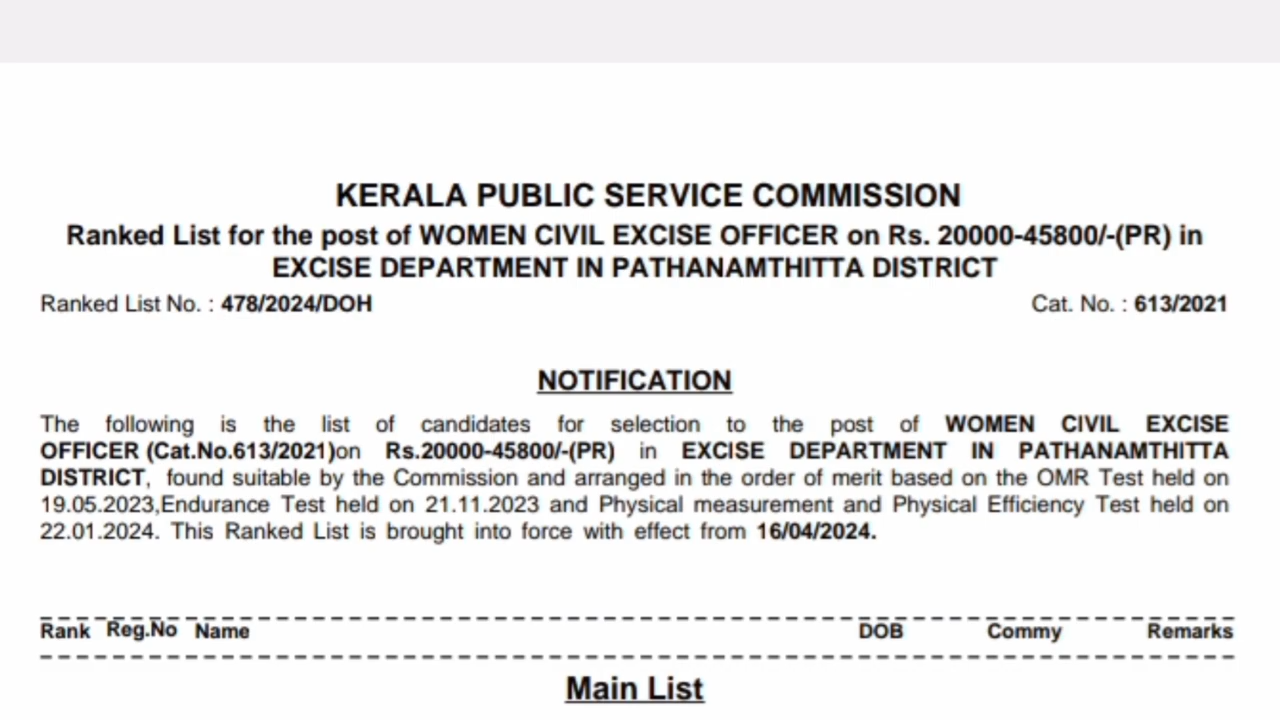 KERALA PUBLIC SERVICE COMMISSION
Ranked List for the post of WOMEN CIVIL EXCISE OFFICER on Rs. 20000-45800/-(PR) in
EXCISE DEPARTMENT IN PATHANAMTHITTA DISTRICT
Ranked List No. : 478/2024/DOH Cat. No. : 613/2021
NOTIFICATION
The following is the list of candidates for selection to the post of WOMEN CIVIL EXCISE
OFFICER (Cat.No.613/2021)on Rs.20000-45800/-(PR) in EXCISE DEPARTMENT IN PATHANAMTHITTA
DISTRICT, found suitable by the Commission and arranged in the order of merit based on the OMR Test held on
19.05.2023,Endurance Test held on 21.11.2023 and Physical measurement and Physical Efficiency Test held on
22.01.2024. This Ranked List is brought into force with effect from 16/04/2024.
Rank Reg.No Name DOB Commy Remarks
Main List